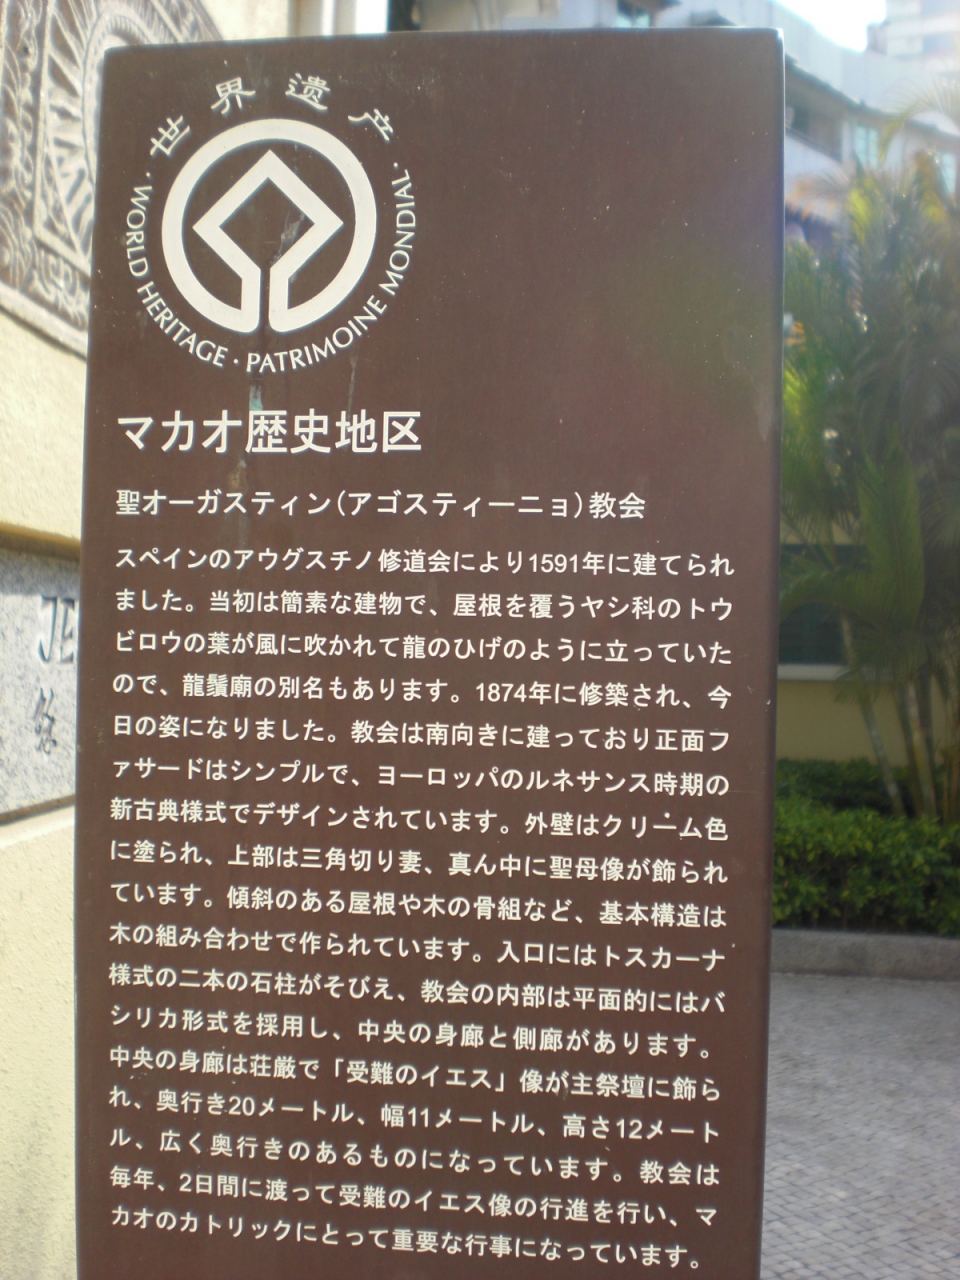 世界遗产
· WORLD HERITAGE · PATRIMOINE MONDIAL ·
マカオ歴史地区
聖オーガスティン(アゴスティーニョ)教会
スペインのアウグスチノ修道会により1591年に建てられ
ました。当初は簡素な建物で、屋根を覆うヤシ科のトウ
ビロウの葉が風に吹かれて龍のひげのように立っていた
ので、龍鬚廟の別名もあります。1874年に修築され、今
日の姿になりました。教会は南向きに建っており正面フ
ァサードはシンプルで、ヨーロッパのルネサンス時期の
新古典様式でデザインされています。外壁はクリーム色
に塗られ、上部は三角切り妻、真ん中に聖母像が飾られ
ています。傾斜のある屋根や木の骨組など、基本構造は
木の組み合わせで作られています。入口にはトスカーナ
様式の二本の石柱がそびえ、教会の内部は平面的にはバ
シリカ形式を採用し、中央の身廊と側廊があります。
中央の身廊は荘厳で「受難のイエス」像が主祭壇に飾ら
れ、奥行き20メートル、幅11メートル、高さ12メート
ル、広く奥行きのあるものになっています。教会は
毎年、2日間に渡って受難のイエス像の行進を行い、マ
カオのカトリックにとって重要な行事になっています。
JE